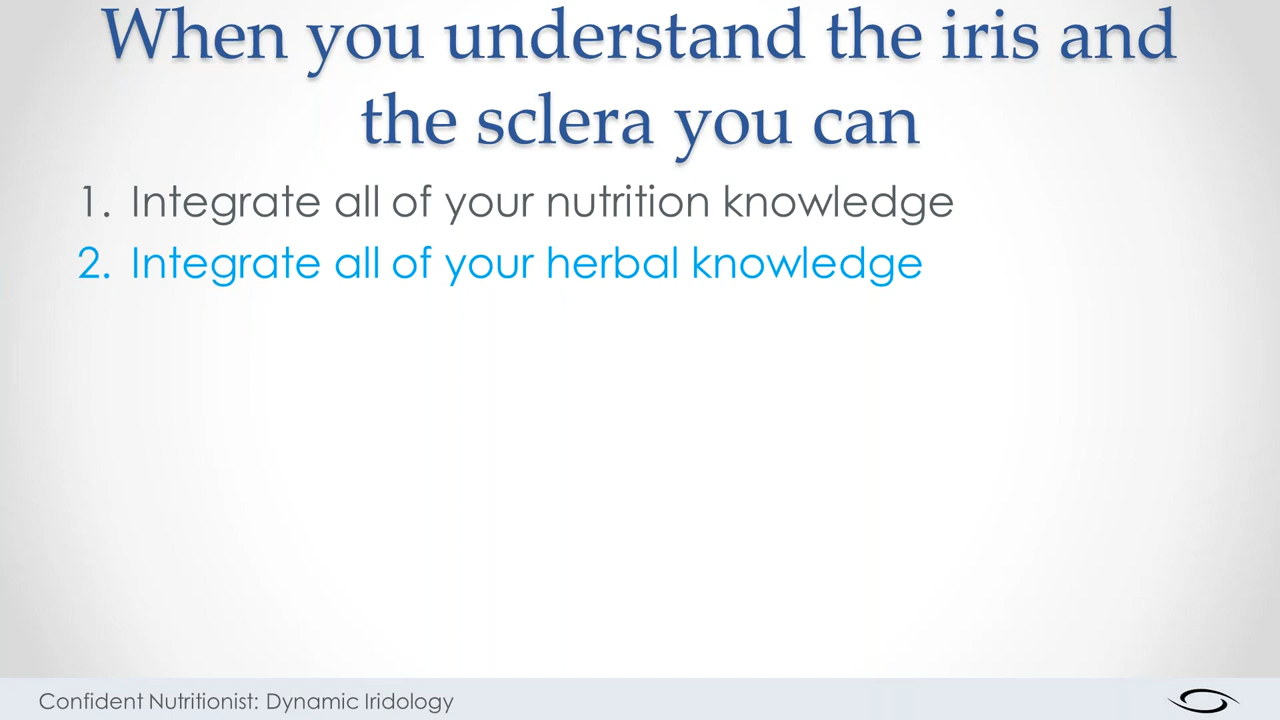 When you understand the iris and
the sclera you can
1. Integrate all of your nutrition knowledge
2. Integrate all of your herbal knowledge
Confident Nutritionist: Dynamic Iridology